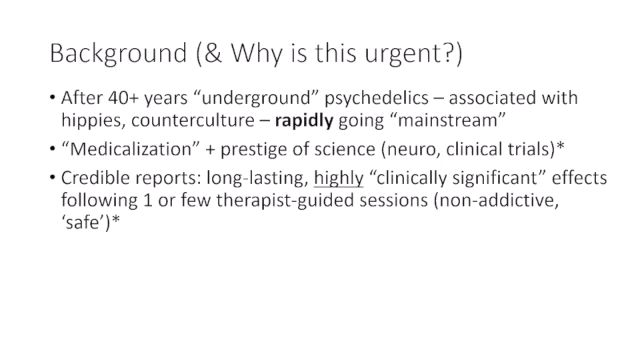 Background (& Why is this urgent?)
• After 40+ years “underground” psychedelics – associated with
hippies, counterculture – rapidly going “mainstream”
• “Medicalization” + prestige of science (neuro, clinical trials)*
• Credible reports: long-lasting, highly “clinically significant” effects
following 1 or few therapist-guided sessions (non-addictive,
‘safe’)*